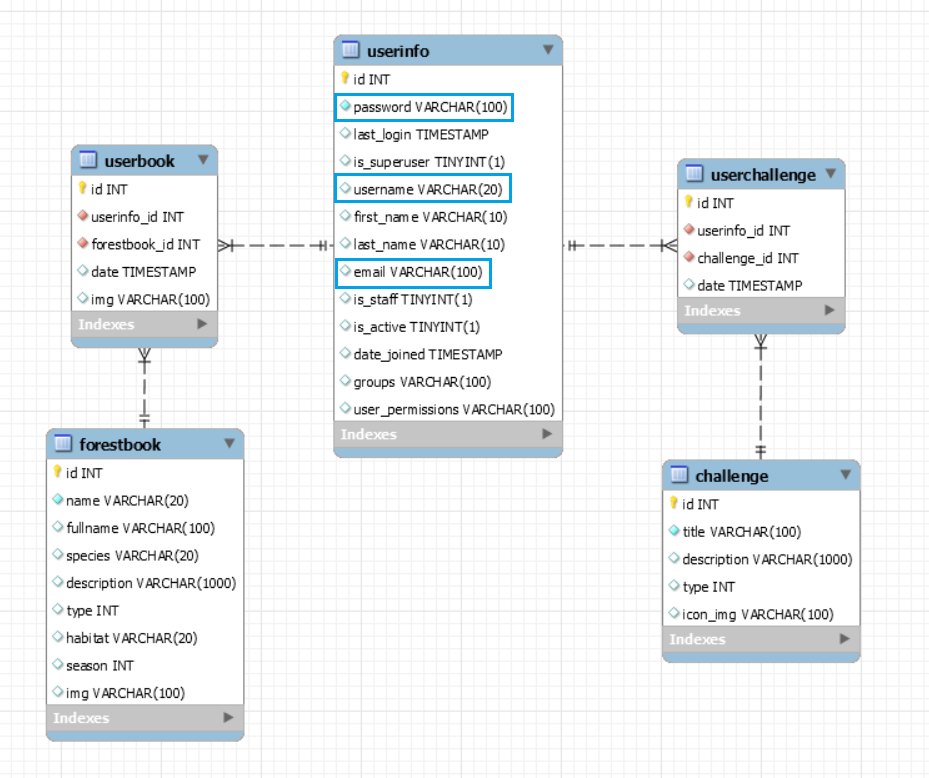 userinfo
id INT
password VARCHAR(100)
last_login TIMESTAMP
is_superuser TINYINT(1)
username VARCHAR(20)
first_name VARCHAR(10)
last_name VARCHAR(10)
email VARCHAR(100)
is_staff TINYINT(1)
is_active TINYINT(1)
date_joined TIMESTAMP
groups VARCHAR(100)
user_permissions VARCHAR(100)
Indexes
userbook
id INT
userinfo_id INT
forestbook_id INT
date TIMESTAMP
img VARCHAR(100)
Indexes
userchallenge
id INT
userinfo_id INT
challenge_id INT
date TIMESTAMP
Indexes
forestbook
id INT
name VARCHAR(20)
fullname VARCHAR(100)
species VARCHAR(20)
description VARCHAR(1000)
type INT
habitat VARCHAR(20)
season INT
img VARCHAR(100)
Indexes
challenge
id INT
title VARCHAR(100)
description VARCHAR(1000)
type INT
icon_img VARCHAR(100)
Indexes